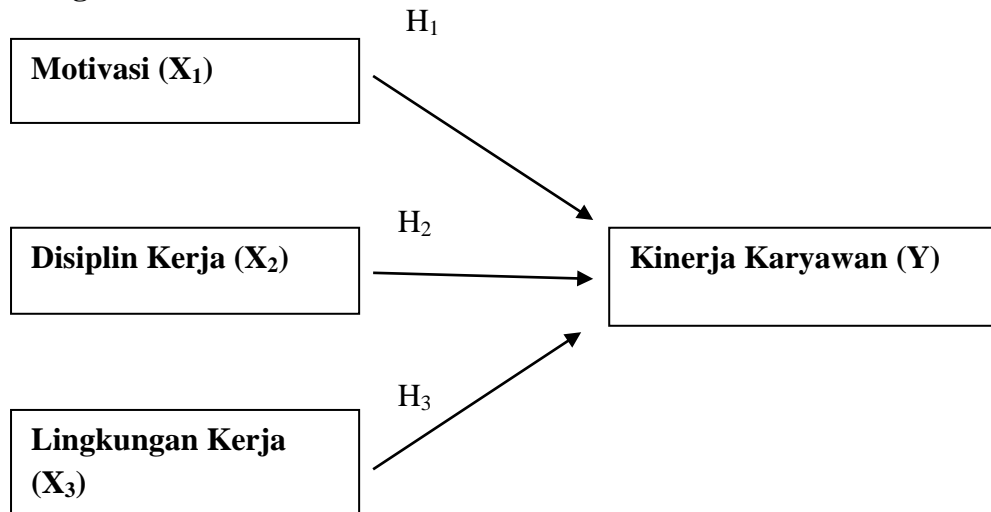 H₁
Motivasi (X₁)
H₂
Disiplin Kerja (X₂)
Kinerja Karyawan (Y)
H₃
Lingkungan Kerja
(X₃)